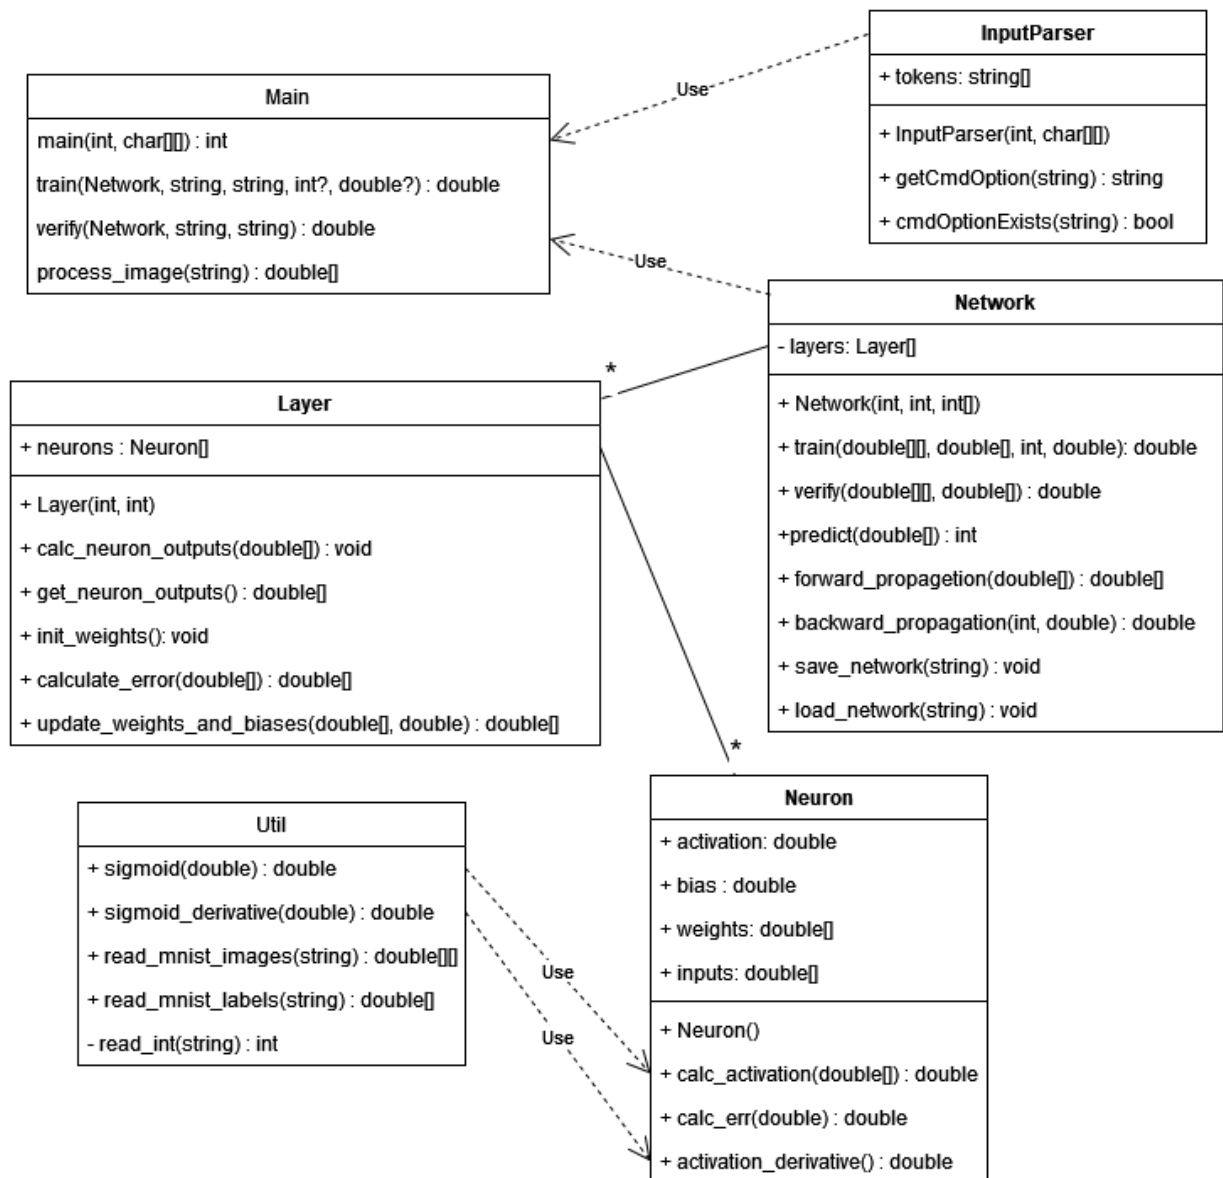 InputParser
+ tokens: string[]
+ InputParser(int, char[][])
+ getCmdOption(string) : string
+ cmdOptionExists(string) : bool
Use
Main
main(int, char[][]) : int
train(Network, string, string, int?, double?) : double
verify(Network, string, string) : double
process_image(string) : double[]
Use
Network
- layers: Layer[]
+ Network(int, int, int[])
+ train(double[][], double[], int, double): double
+ verify(double[][], double[]) : double
+predict(double[]) : int
+ forward_propagetion(double[]) : double[]
+ backward_propagation(int, double) : double
+ save_network(string) : void
+ load_network(string) : void
*
Layer
+ neurons : Neuron[]
+ Layer(int, int)
+ calc_neuron_outputs(double[]) : void
+ get_neuron_outputs() : double[]
+ init_weights(): void
+ calculate_error(double[]) : double[]
+ update_weights_and_biases(double[], double) : double[]
*
Util
+ sigmoid(double) : double
+ sigmoid_derivative(double) : double
+ read_mnist_images(string) : double[][]
+ read_mnist_labels(string) : double[]
- read_int(string) : int
Use
Use
Neuron
+ activation: double
+ bias : double
+ weights: double[]
+ inputs: double[]
+ Neuron()
+ calc_activation(double[]) : double
+ calc_err(double) : double
+ activation_derivative() : double